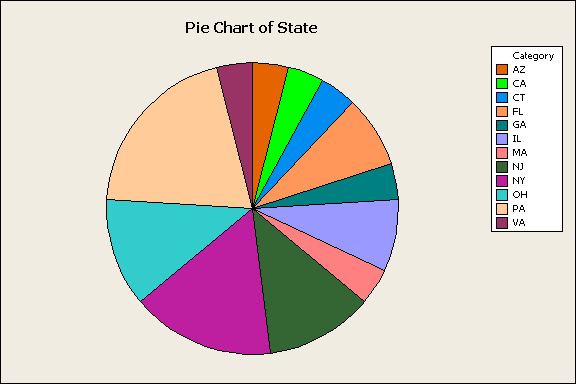 Pie Chart of State
Category
AZ
CA
CT
FL
GA
IL
MA
NJ
NY
OH
PA
VA